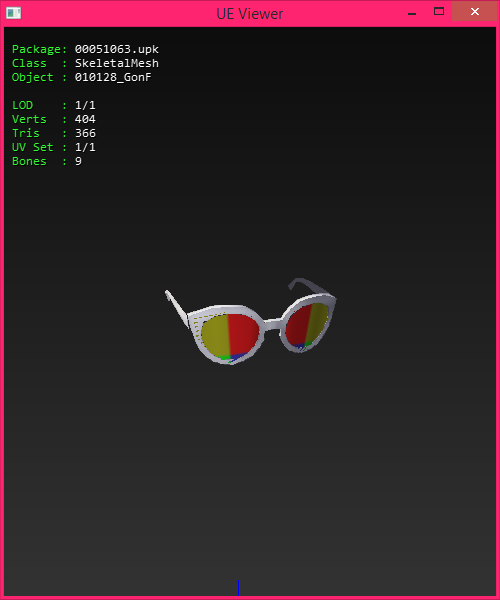 UE Viewer
Package: 00051063.upk
Class : SkeletalMesh
Object : 010128_GonF
LOD : 1/1
Verts : 404
Tris : 366
UV Set : 1/1
Bones : 9